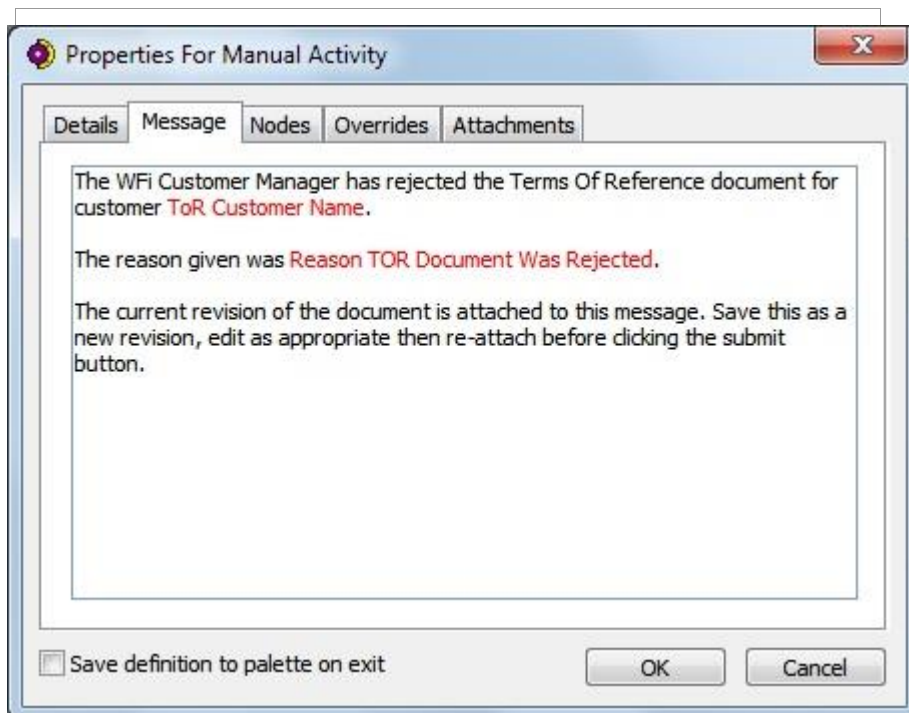 Properties For Manual Activity
Details Message Nodes Overrides Attachments
The WFi Customer Manager has rejected the Terms Of Reference document for
customer ToR Customer Name.
The reason given was Reason TOR Document Was Rejected.
The current revision of the document is attached to this message. Save this as a
new revision, edit as appropriate then re-attach before clicking the submit
button.
Save definition to palette on exit OK Cancel